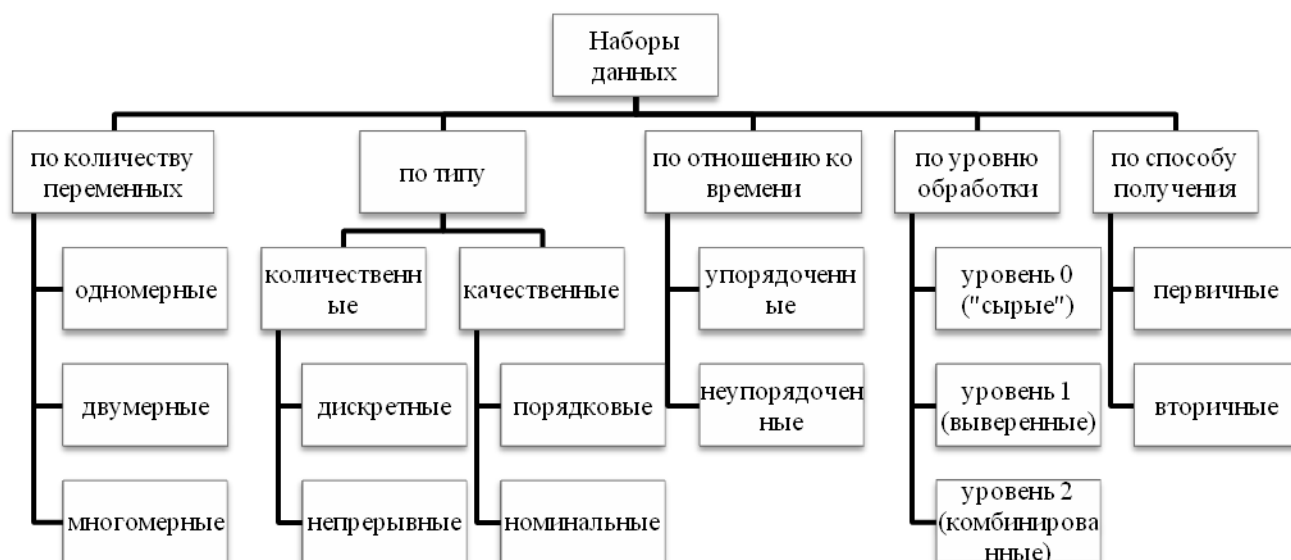 Наборы
данных
по количеству
переменных
по типу
по отношению ко
времени
по уровню
обработки
по способу
получения
одномерные
двумерные
многомерные
количественн
ые
дискретные
непрерывные
качественные
порядковые
номинальные
упорядоченн
ые
неупорядочен
ные
уровень 0
("сырые")
уровень 1
(выверенные)
уровень 2
(комбинирова
нные)
первичные
вторичные